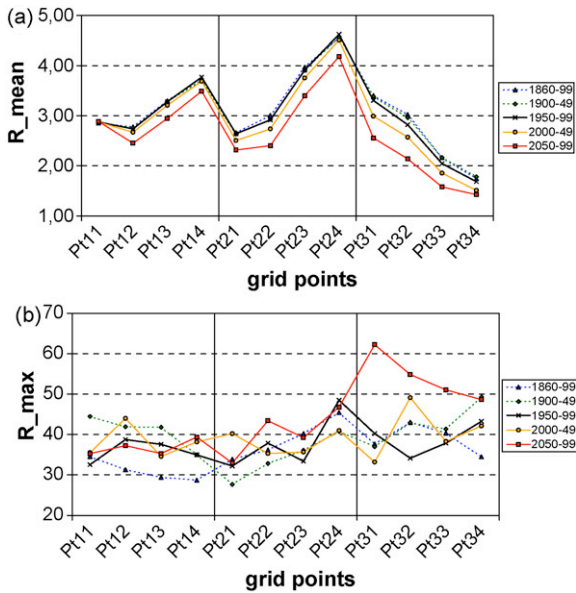 (a)
5,00
4,00
3,00
2,00
1,00
R_mean
Pt11 Pt12 Pt13 Pt14 Pt21 Pt22 Pt23 Pt24 Pt31 Pt32 Pt33 Pt34
grid points
1860-99
1900-49
1950-99
2000-49
2050-99
(b)
70
60
50
40
30
20
R_max
Pt11 Pt12 Pt13 Pt14 Pt21 Pt22 Pt23 Pt24 Pt31 Pt32 Pt33 Pt34
grid points
1860-99
1900-49
1950-99
2000-49
2050-99